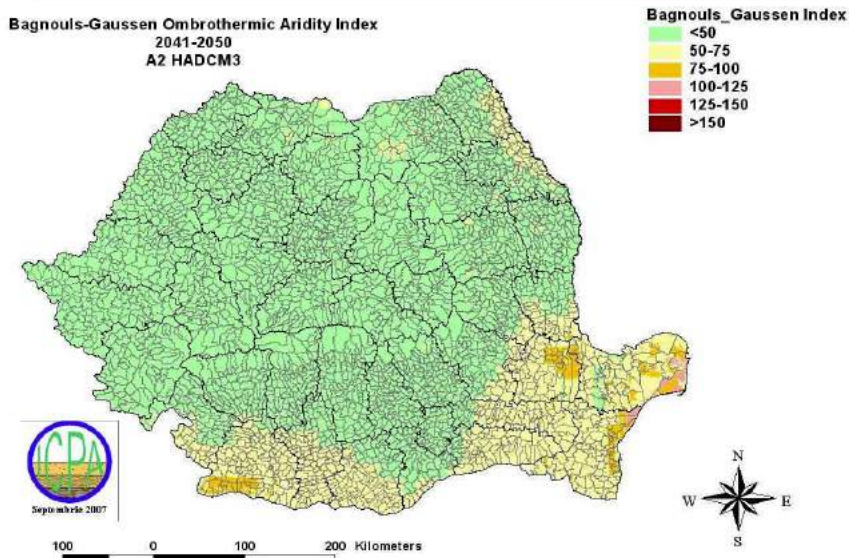 Bagnouls-Gaussen Ombrothermic Aridity Index
2041-2050
A2 HADCM3
Bagnouls_Gaussen Index
<50
50-75
75-100
100-125
125-150
>150
ICPA
Septembrie 2007
N
W E
S
100 0 100 200 Kilometers